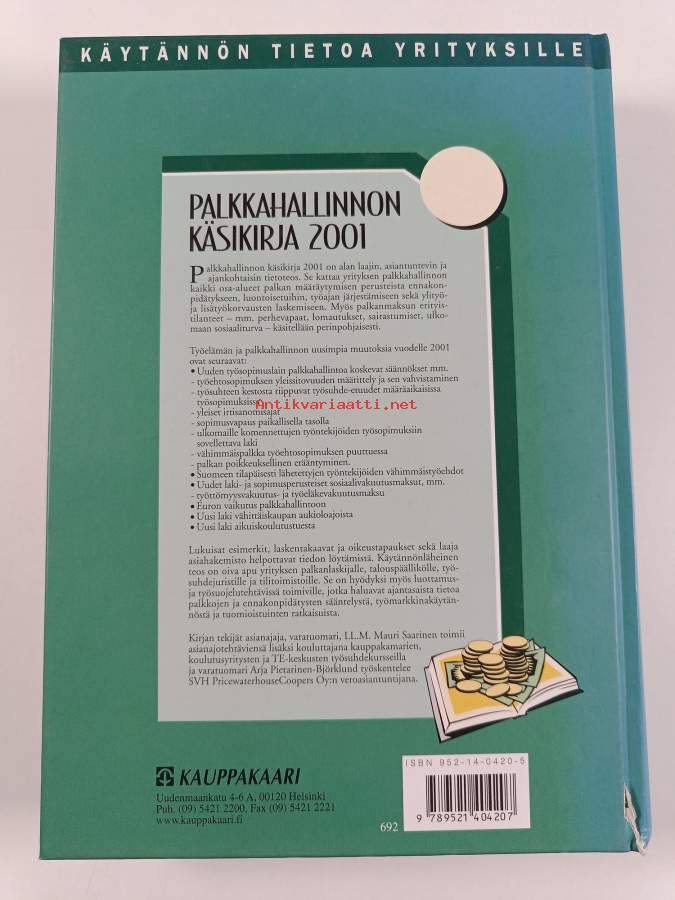 KÄYTÄNNÖN TIETOA YRITYKSILLE
PALKKAHALLINNON
KÄSIKIRJA 2001
Palkkahallinnon käsikirja 2001 on alan laajin, asiantuntevin ja
ajankohtaisin tietoteos. Se kattaa yrityksen palkkahallinnon
kaikki osa-alueet palkan määräytymisen perusteista ennakon-
pidätykseen, luontoisetuihin, työajan järjestämiseen sekä ylityö-
ja lisätyökorvausten laskemiseen. Myös palkanmaksun erityis-
tilanteet – mm. perhevapaat, lomautukset, sairastumiset, ulko-
maan sosiaaliturva – käsitellään perinpohjaisesti.
Työelämän ja palkkahallinnon uusimpia muutoksia vuodelle 2001
ovat seuraavat:
• Uuden työsopimuslain palkkahallintoa koskevat säännökset mm.
- työehtosopimuksen yleissitovuuden määrittely ja sen vahvistaminen
- työsuhteen kestosta riippuvat työsuhde-etuudet määräaikaisissa
työsopimuksissa
- yleiset irtisanomisajat
Antikvariaatti.net
- sopimusvapaus paikallisella tasolla
- ulkomaille komennettujen työntekijöiden työsopimuksiin
sovellettava laki
- vähimmäispalkka työehtosopimuksen puuttuessa
- palkan poikkeuksellinen erääntyminen.
• Suomeen tilapäisesti lähetettyjen työntekijöiden vähimmäistyöehdot
• Uudet laki- ja sopimusperusteiset sosiaalivakuutusmaksut, mm.
- työttömyysvakuutus- ja työeläkevakuutusmaksu
• Euron vaikutus palkkahallintoon
• Uusi laki vähittäiskaupan aukioloajoista
• Uusi laki aikuiskoulutustuesta
Lukuisat esimerkit, laskentakaavat ja oikeustapaukset sekä laaja
asiahakemisto helpottavat tiedon löytämistä. Käytännönläheinen
teos on oiva apu yrityksen palkanlaskijalle, talouspäällikölle, työ-
suhdejuristille ja tilitoimistoille. Se on hyödyksi myös luottamus-
ja työsuojelutehtävissä toimiville, jotka haluavat ajantasaista tietoa
palkkojen ja ennakonpidätysten sääntelystä, työmarkkinakäytän-
nöstä ja tuomioistuinten ratkaisuista.
Kirjan tekijät asianajaja, varatuomari, LL.M. Mauri Saarinen toimii
asianajotehtäviensä lisäksi kouluttajana kauppakamarien,
koulutusyritysten ja TE-keskusten työsuhdekursseilla
ja varatuomari Arja Pietarinen-Björklund työskentelee
SVH PricewaterhouseCoopers Oy:n veroasiantuntijana.
KAUPPAKAARI
Uudenmaankatu 4-6 A, 00120 Helsinki
Puh. (09) 5421 2200, Fax (09) 5421 2221
www.kauppakaari.fi
692
ISBN 952-14-0420-5
9 789521 404207